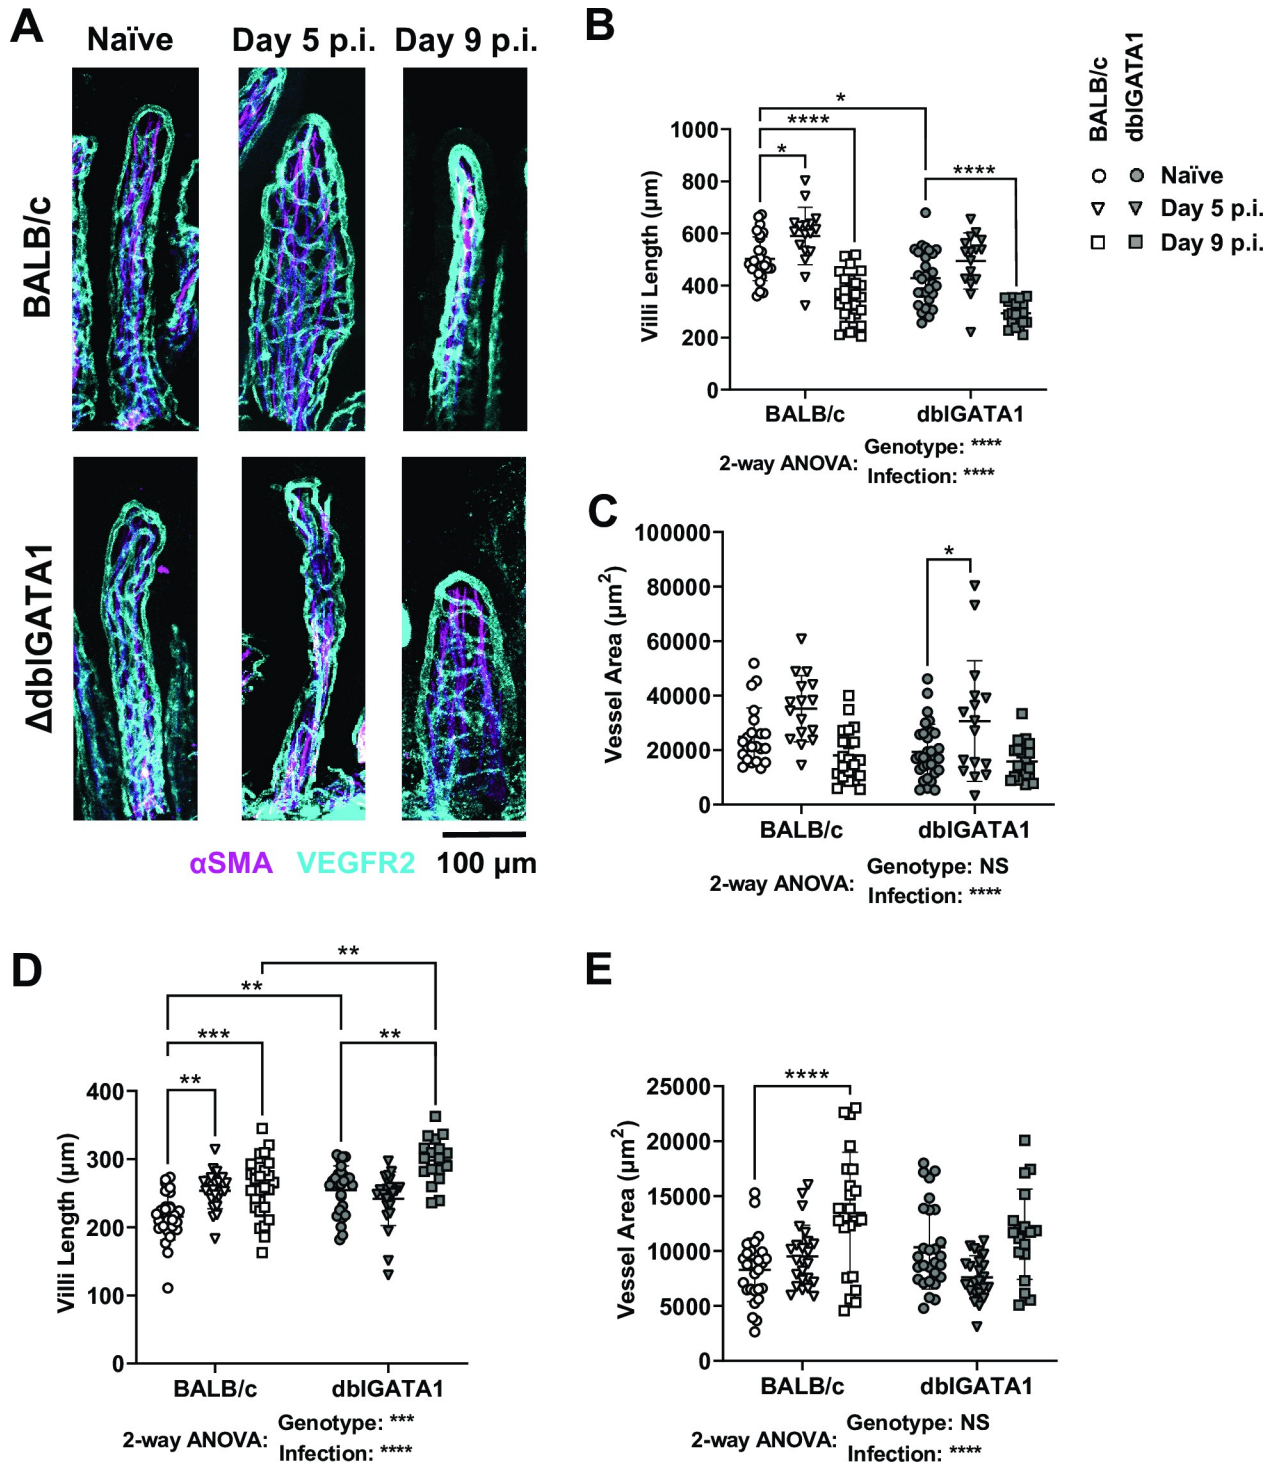 A
Naïve
Day 5 p.i.
Day 9 p.i.
BALB/c
ΔdblGATA1
αSMA VEGFR2 100 µm
B
Villi Length (µm)
1000
800
600
400
200
0
*
****
*
****
BALB/c
dblGATA1
2-way ANOVA:
Genotype: ****
Infection: ****
BALB/c
dblGATA1
Naïve
Day 5 p.i.
Day 9 p.i.
C
Vessel Area (µm²)
100000
80000
60000
40000
20000
0
*
BALB/c
dblGATA1
2-way ANOVA:
Genotype: NS
Infection: ****
D
Villi Length (µm)
400
300
200
100
0
**
**
***
**
**
BALB/c
dblGATA1
2-way ANOVA:
Genotype: ***
Infection: ****
E
Vessel Area (µm²)
25000
20000
15000
10000
5000
0
****
BALB/c
dblGATA1
2-way ANOVA:
Genotype: NS
Infection: ****